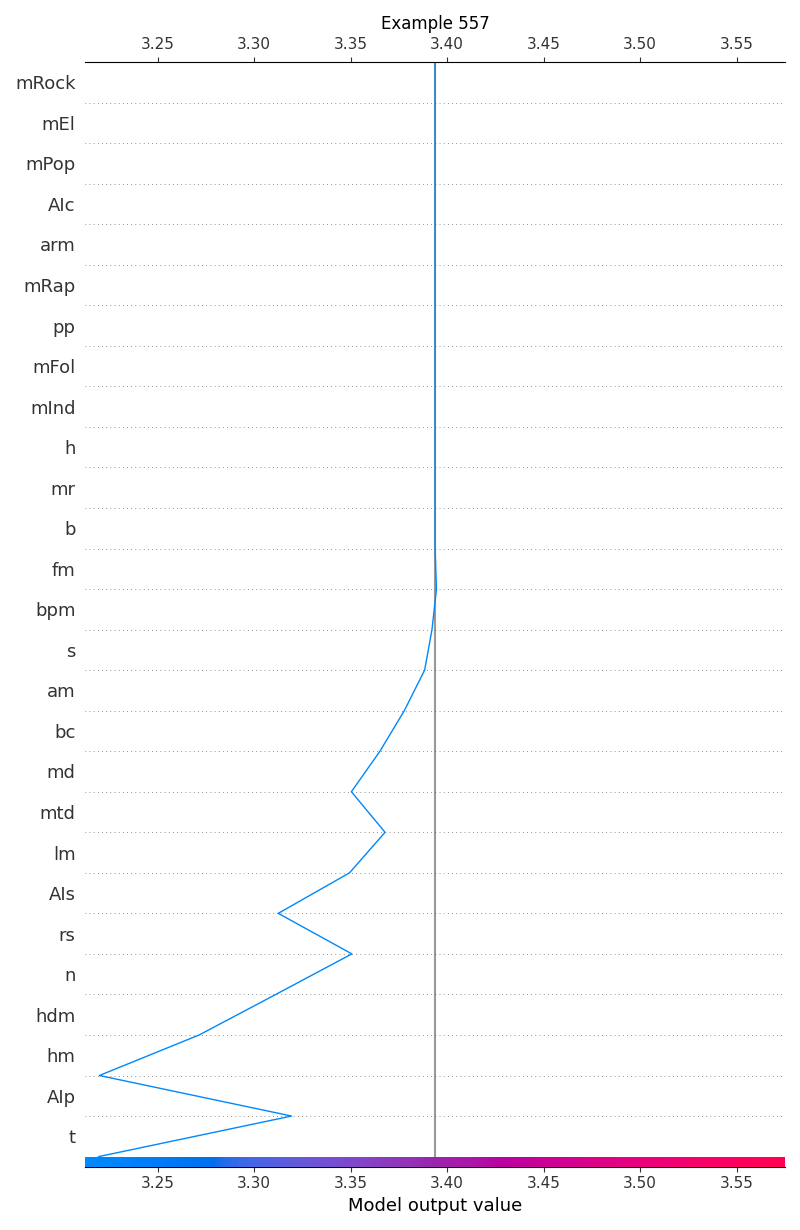 Example 557
3.25 3.30 3.35 3.40 3.45 3.50 3.55
mRock
mEl
mPop
AIc
arm
mRap
pp
mFol
mInd
h
mr
b
fm
bpm
s
am
bc
md
mtd
lm
AIs
rs
n
hdm
hm
AIp
t
3.25 3.30 3.35 3.40 3.45 3.50 3.55
Model output value